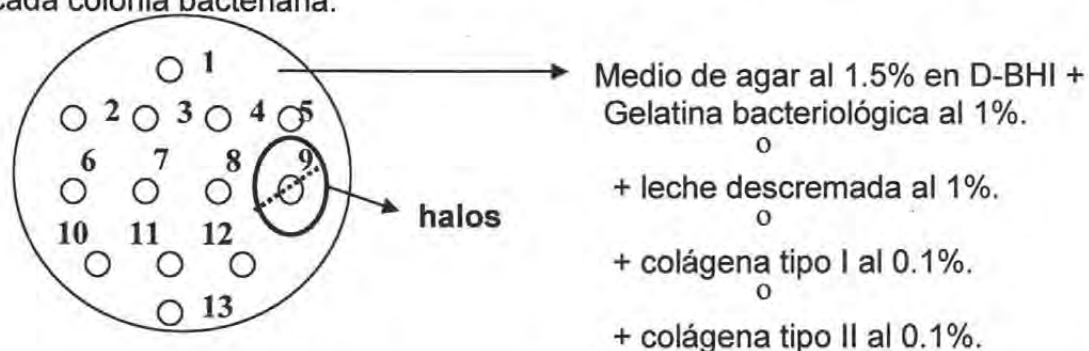 cada colonia bacteriana.
1
Medio de agar al 1.5% en D-BHI +
2 3 4 5
Gelatina bacteriológica al 1%.
o
6 7 8 9
+ leche descremada al 1%.
halos
o
10 11 12
+ colágena tipo I al 0.1%.
o
13
+ colágena tipo II al 0.1%.